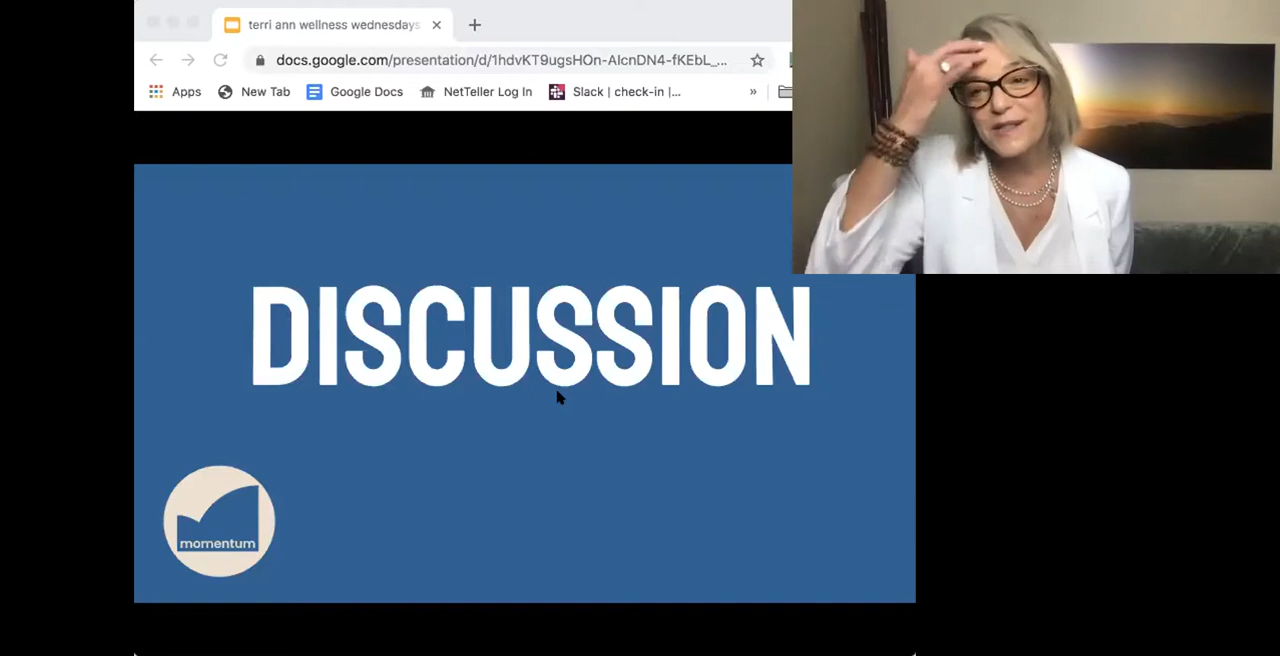 terri ann wellness wednesdays
docs.google.com/presentation/d/1hdvKT9ugsHOn-AlcnDN4-fKEbL_...
Apps New Tab Google Docs NetTeller Log In Slack | check-in |... »
DISCUSSION
momentum